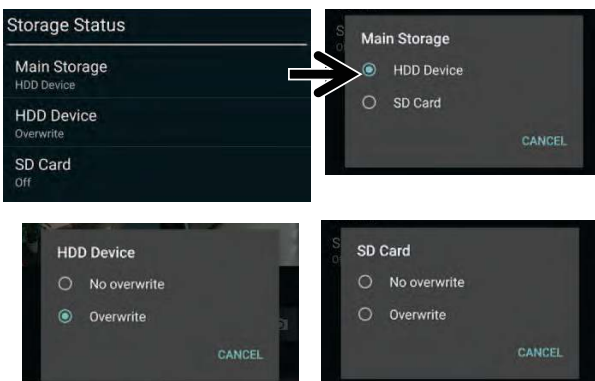 Storage Status
Main Storage
HDD Device
HDD Device
Overwrite
SD Card
Off
Main Storage
HDD Device
SD Card
CANCEL
HDD Device
No overwrite
Overwrite
CANCEL
SD Card
No overwrite
Overwrite
CANCEL